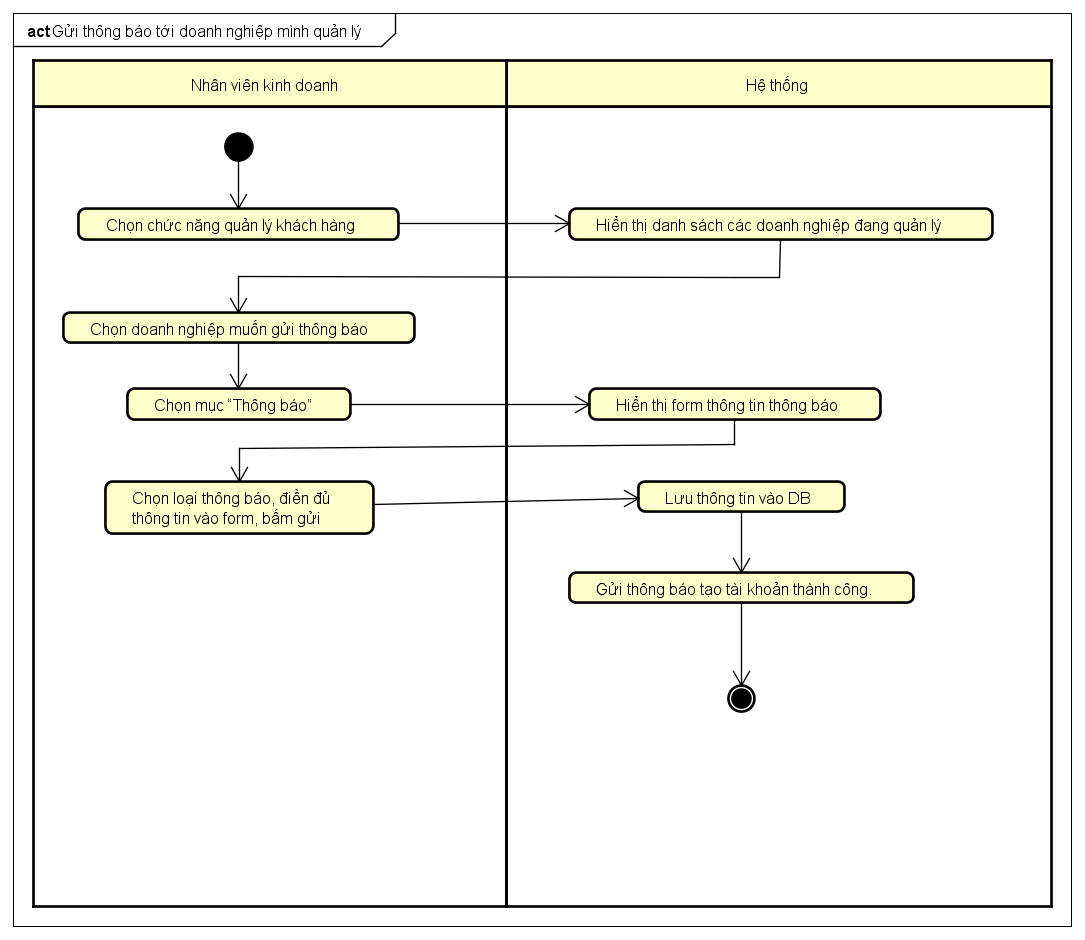 act Gửi thông báo tới doanh nghiệp mình quản lý
Nhân viên kinh doanh
Hệ thống
Chọn chức năng quản lý khách hàng
Hiển thị danh sách các doanh nghiệp đang quản lý
Chọn doanh nghiệp muốn gửi thông báo
Chọn mục “Thông báo”
Hiển thị form thông tin thông báo
Chọn loại thông báo, điền đủ
thông tin vào form, bấm gửi
Lưu thông tin vào DB
Gửi thông báo tạo tài khoản thành công.